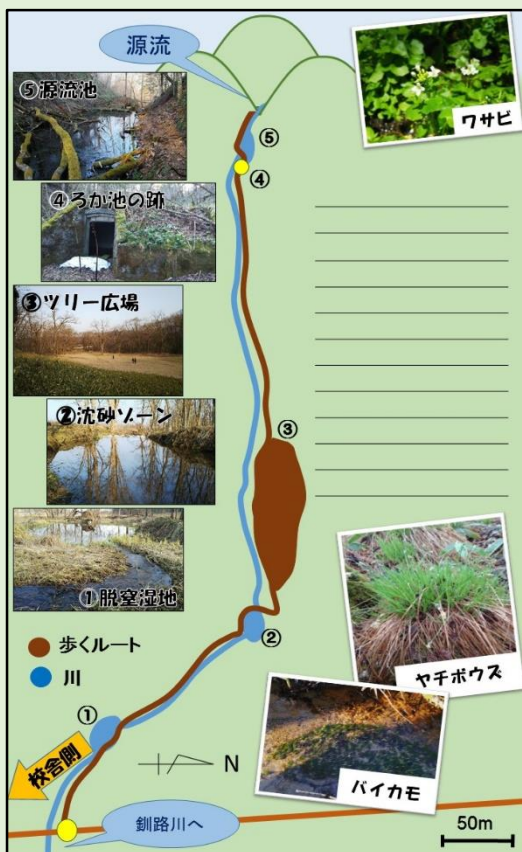 源流
⑤源流池
ワサビ
⑤
④
④ろか池の跡
③ツリー広場
③
②沈砂ゾーン
①脱窒湿地
②
ヤチボウズ
歩くルート
川
①
校舎側
N
バイカモ
釧路川へ
50m